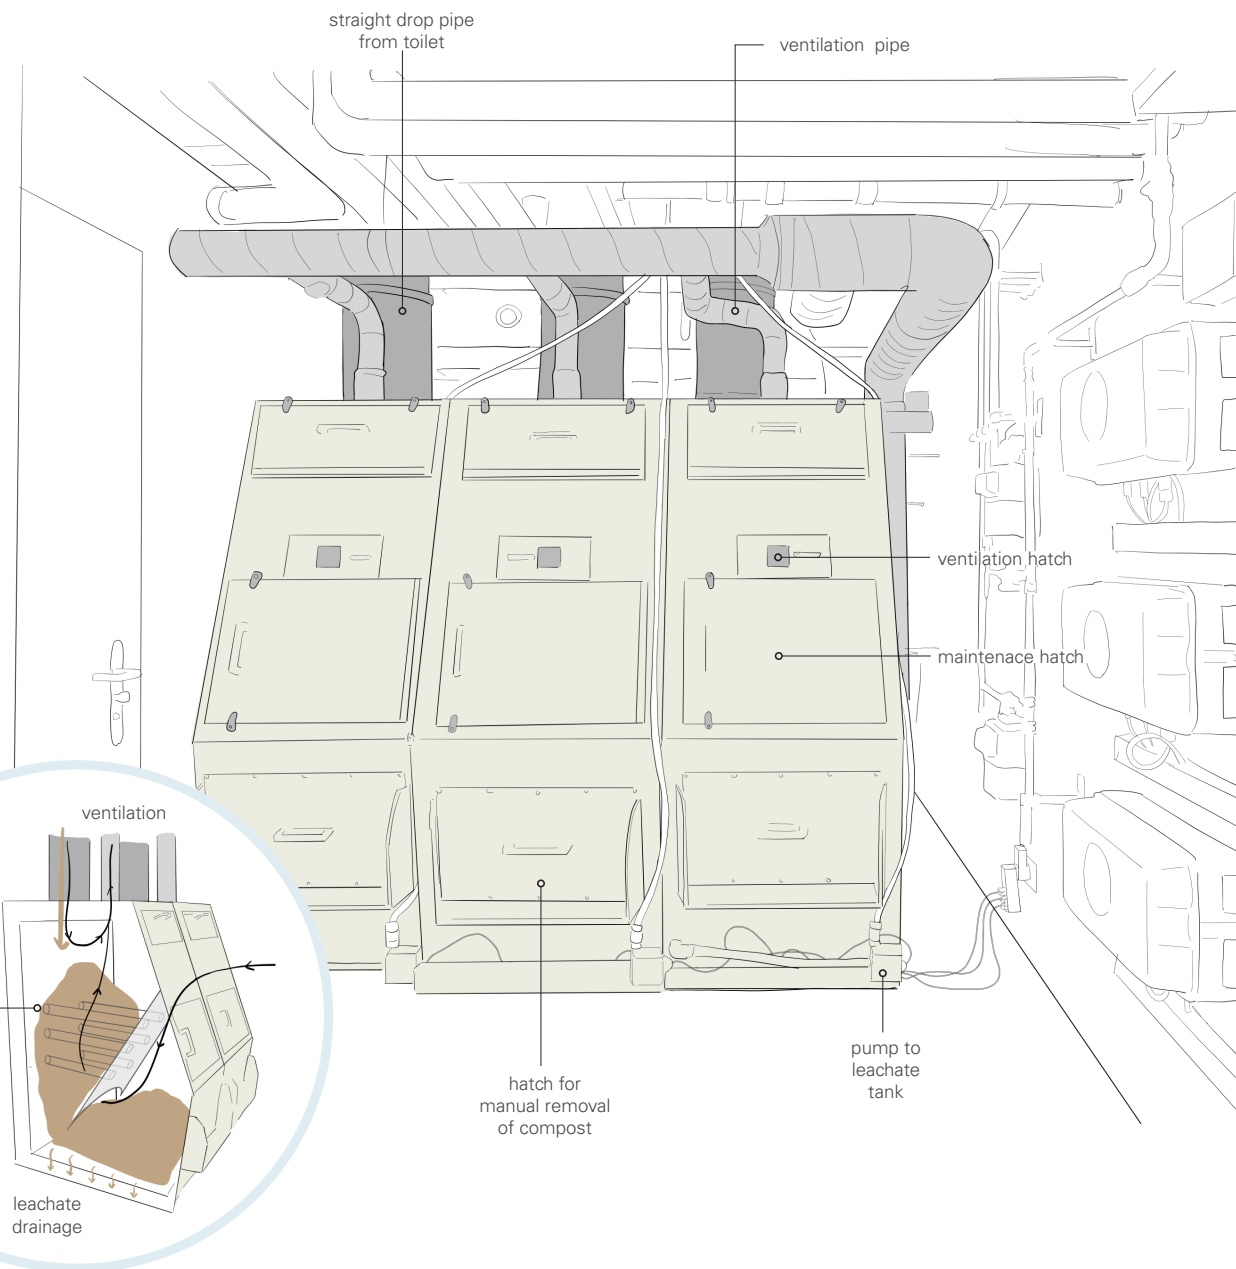 straight drop pipe
from toilet
ventilation pipe
ventilation hatch
maintenace hatch
ventilation
pump to
leachate
tank
hatch for
manual removal
of compost
leachate
drainage